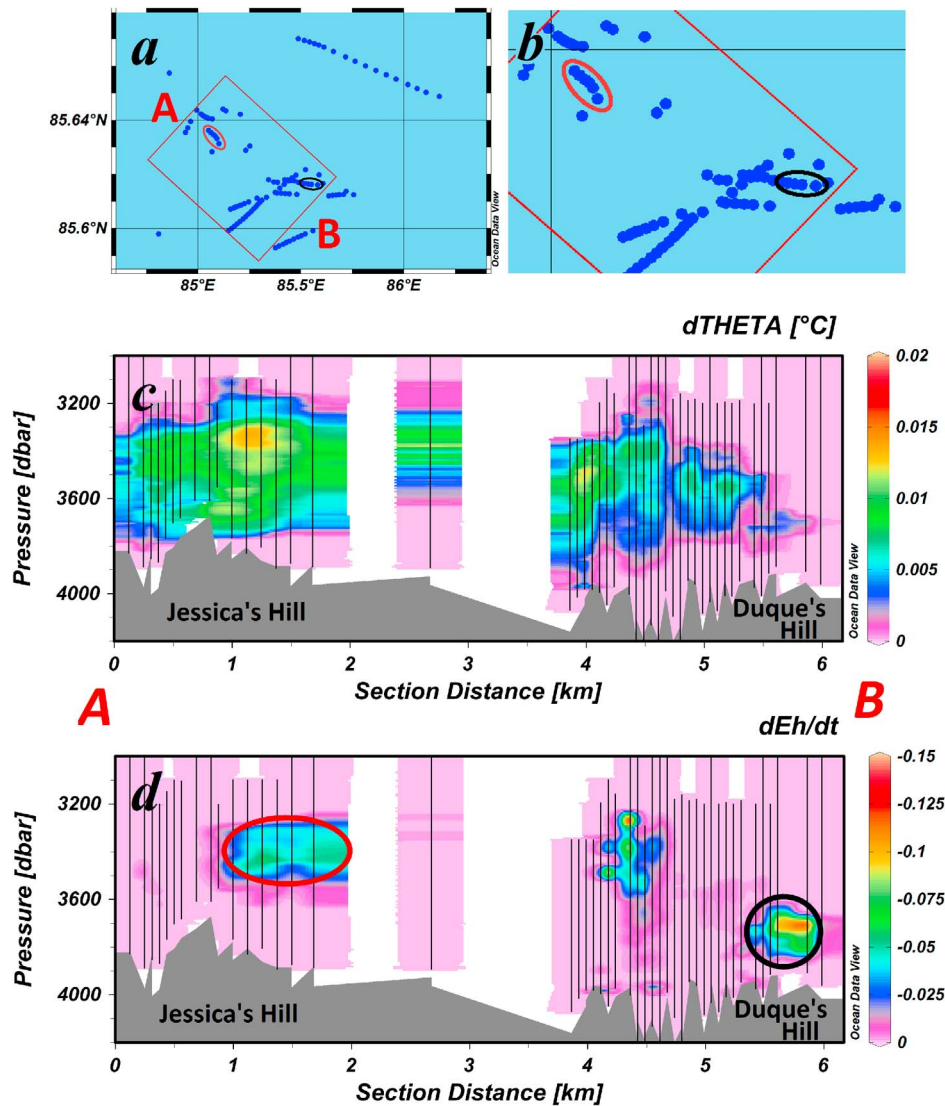 a
b
A
B
85.64°N
85.6°N
85°E
85.5°E
86°E
Ocean Data View
dTHETA [°C]
c
Pressure [dbar]
3200
3600
4000
0.02
0.015
0.01
0.005
0
Jessica's Hill
Duque's
Hill
Ocean Data View
0
1
2
3
4
5
6
Section Distance [km]
A
B
dEh/dt
d
Pressure [dbar]
3200
3600
4000
-0.15
-0.125
-0.1
-0.075
-0.05
-0.025
0
Jessica's Hill
Duque's
Hill
Ocean Data View
0
1
2
3
4
5
6
Section Distance [km]